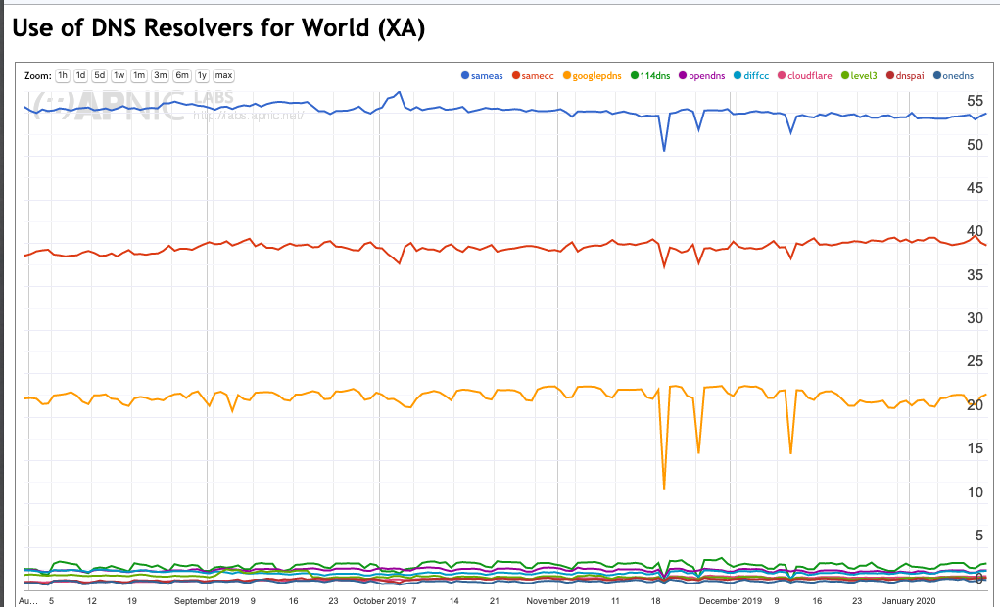 Use of DNS Resolvers for World (XA)
Zoom: 1h 1d 5d 1w 1m 3m 6m 1y max
sameas samecc googlepdns 114dns opendns diffcc cloudflare level3 dnspai onedns
(::)APNIC LABS
http://labs.apnic.net/
55
50
45
40
35
30
25
20
15
10
5
0
Au... 5 12 19 September 2019 9 16 23 October 2019 7 14 21 November 2019 11 18 December 2019 9 16 23 January 2020